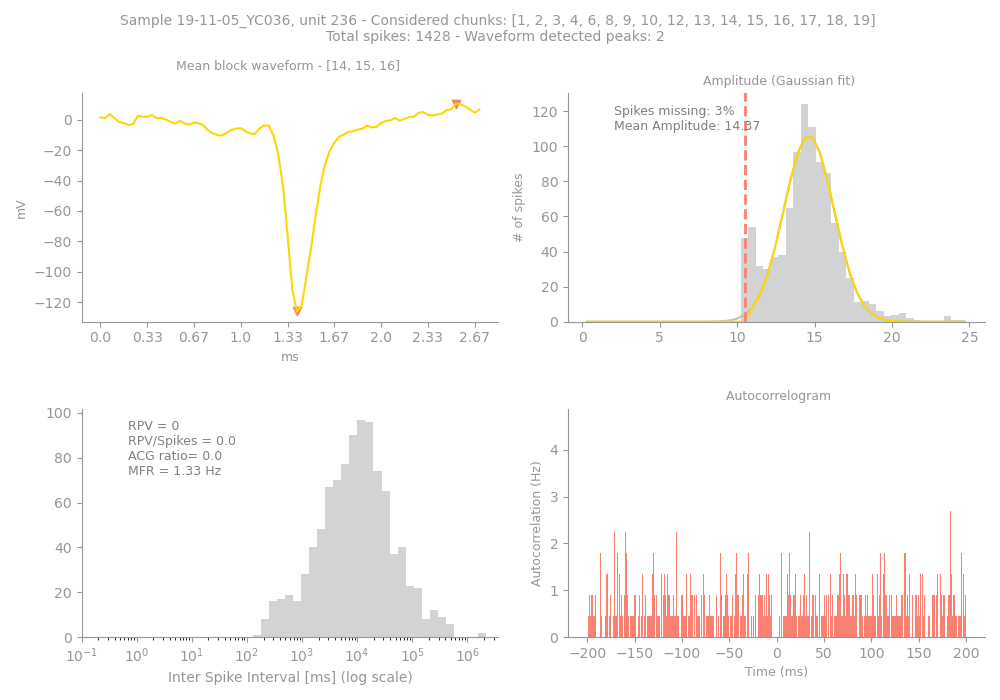 Sample 19-11-05_YC036, unit 236 - Considered chunks: [1, 2, 3, 4, 6, 8, 9, 10, 12, 13, 14, 15, 16, 17, 18, 19]
Total spikes: 1428 - Waveform detected peaks: 2
Mean block waveform - [14, 15, 16]
mV
0
−20
−40
−60
−80
−100
−120
0.0 0.33 0.67 1.0 1.33 1.67 2.0 2.33 2.67
ms
Amplitude (Gaussian fit)
Spikes missing: 3%
Mean Amplitude: 14.37
# of spikes
120
100
80
60
40
20
0
0 5 10 15 20 25
RPV = 0
RPV/Spikes = 0.0
ACG ratio= 0.0
MFR = 1.33 Hz
100
80
60
40
20
0
10⁻¹ 10⁰ 10¹ 10² 10³ 10⁴ 10⁵ 10⁶
Inter Spike Interval [ms] (log scale)
Autocorrelogram
Autocorrelation (Hz)
4
3
2
1
0
−200 −150 −100 −50 0 50 100 150 200
Time (ms)